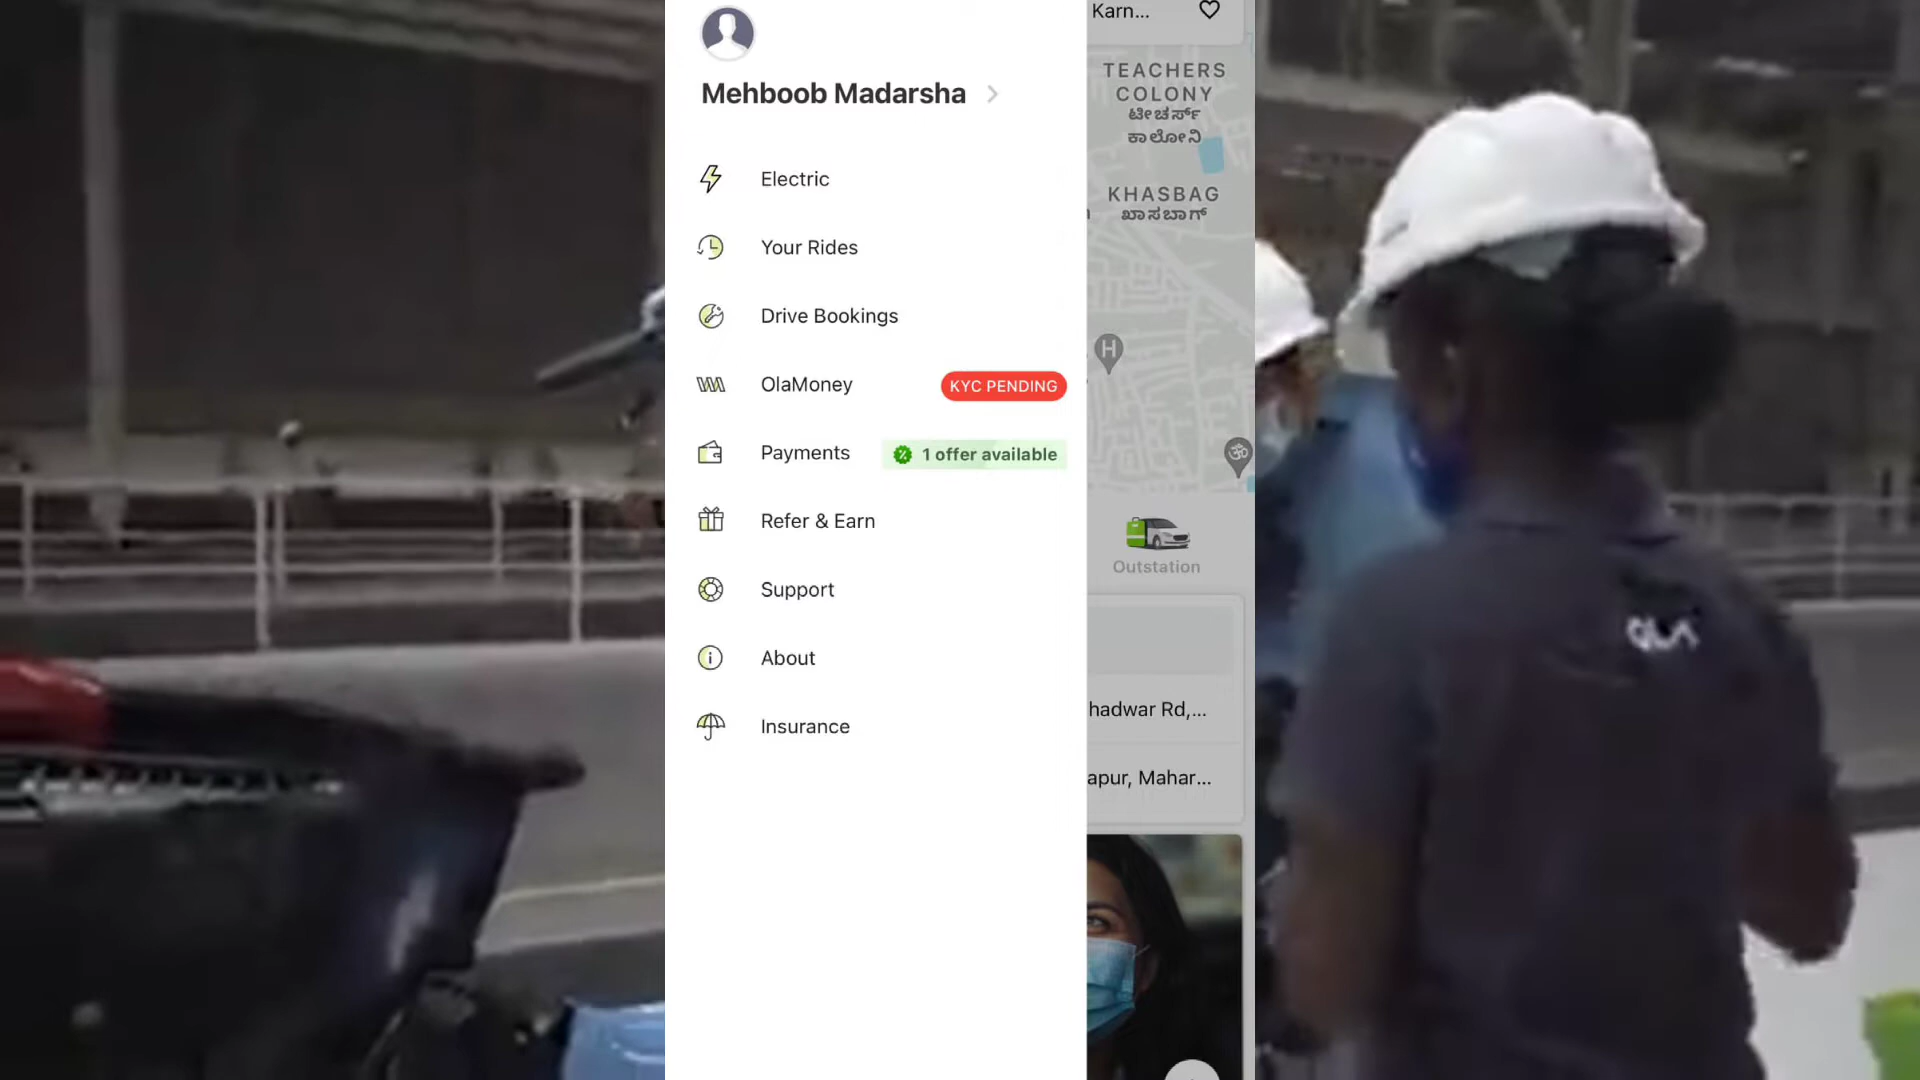 Mehboob Madarsha
Electric
Your Rides
Drive Bookings
OlaMoney
KYC PENDING
Payments
1 offer available
Refer & Earn
Support
About
Insurance
Karn...
TEACHERS
COLONY
ಟೀಚರ್ಸ್
ಕಾಲೋನಿ
KHASBAG
ಖಾಸಬಾಗ್
H
ॐ
Outstation
hadwar Rd,...
apur, Mahar...
OLA